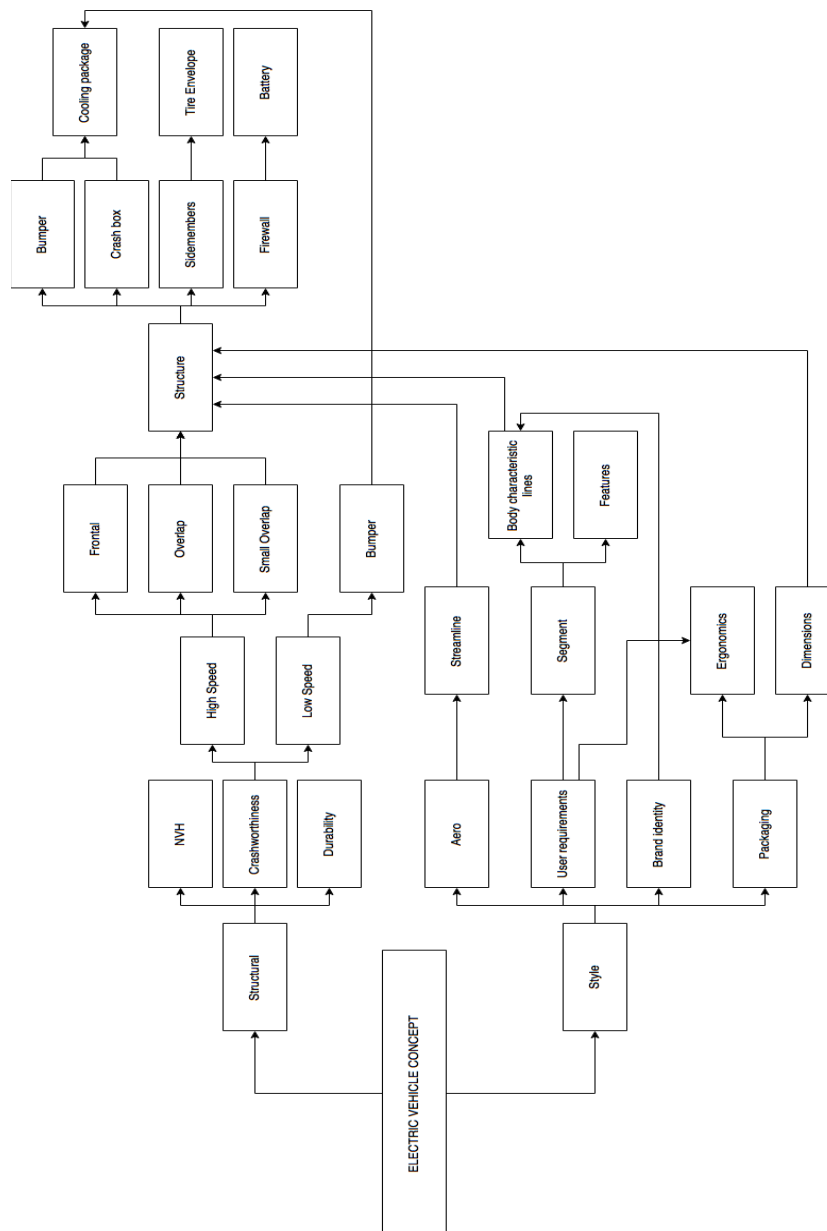 ELECTRIC VEHICLE CONCEPT
Structural
Style
NVH
Crashworthiness
Durability
Aero
User requirements
Brand identity
Packaging
High Speed
Low Speed
Streamline
Segment
Ergonomics
Dimensions
Frontal
Overlap
Small Overlap
Bumper
Body characteristic
lines
Features
Structure
Bumper
Crash box
Sidemembers
Firewall
Cooling package
Tire Envelope
Battery